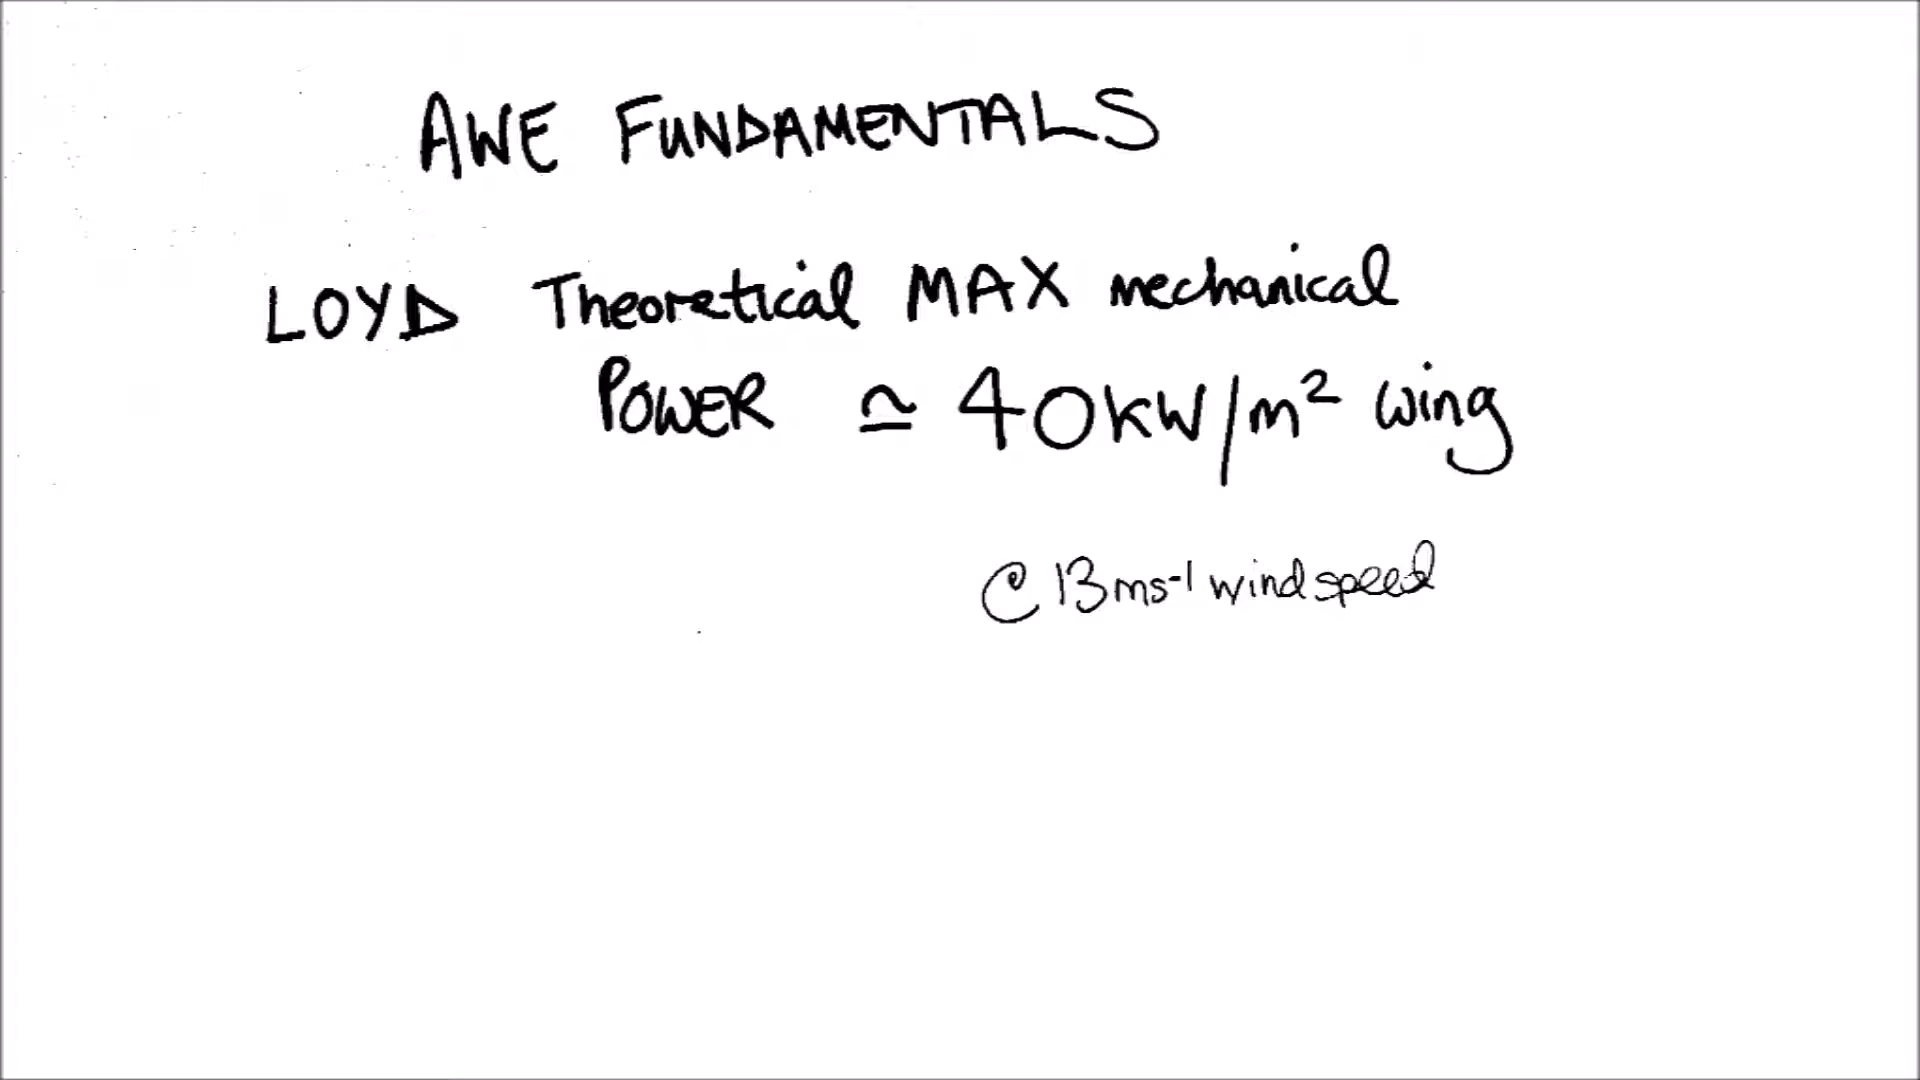 AWE FUNDAMENTALS
LOYD Theoretical MAX mechanical
POWER ≃ 40kW/m² wing
@ 13ms-1 windspeed